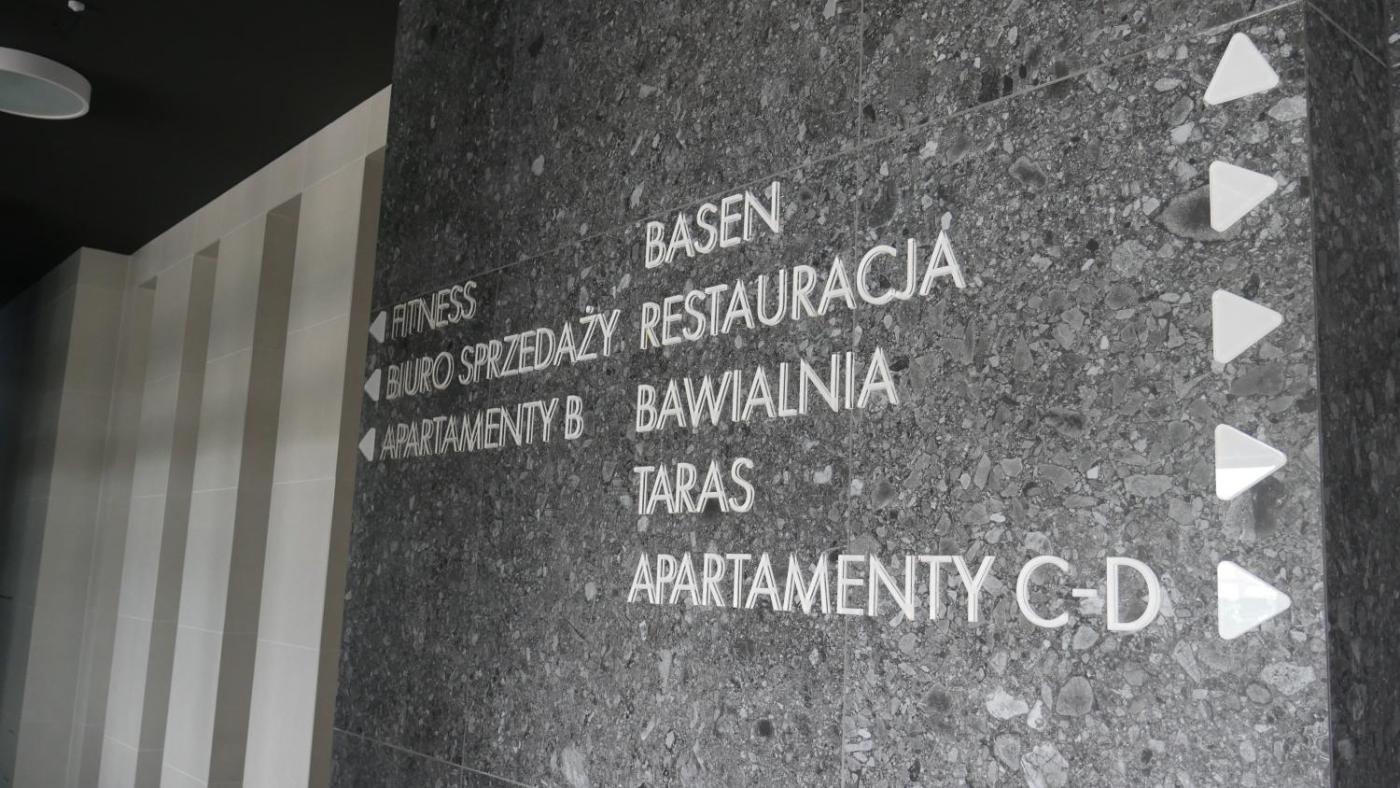 FITNESS
BIURO SPRZEDAŻY
APARTAMENTY B
BASEN
RESTAURACJA
BAWIALNIA
TARAS
APARTAMENTY C-D